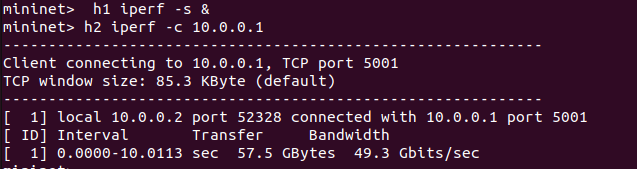 mininet>  h1 iperf -s &
mininet> h2 iperf -c 10.0.0.1
------------------------------------------------------------
Client connecting to 10.0.0.1, TCP port 5001
TCP window size: 85.3 KByte (default)
------------------------------------------------------------
[  1] local 10.0.0.2 port 52328 connected with 10.0.0.1 port 5001
[ ID] Interval       Transfer     Bandwidth
[  1] 0.0000-10.0113 sec  57.5 GBytes  49.3 Gbits/sec
mininet>